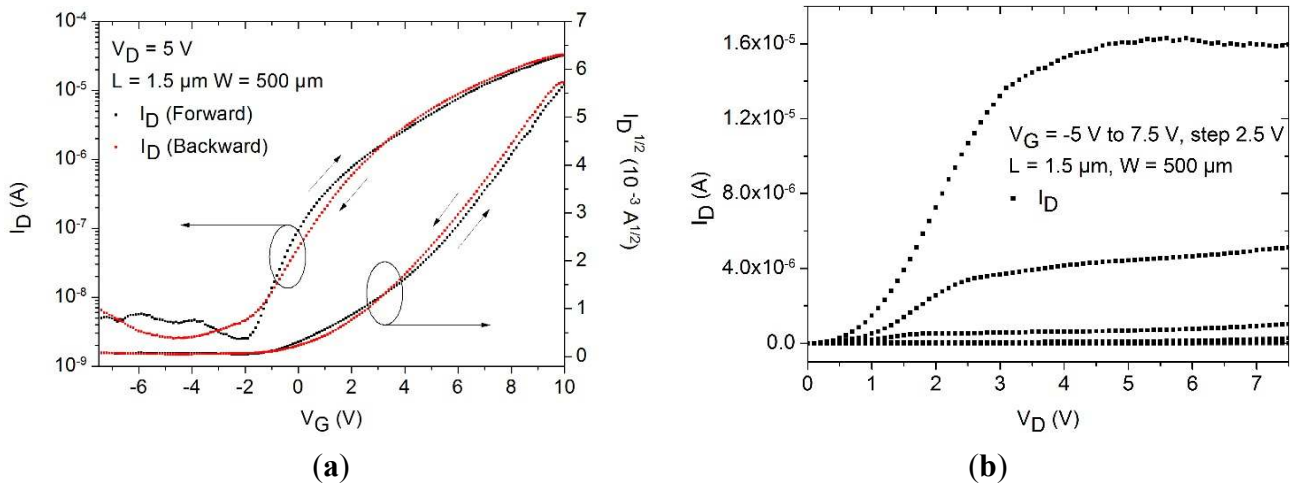 10⁻⁴
10⁻⁵
10⁻⁶
10⁻⁷
10⁻⁸
10⁻⁹
I_D (A)
V_D = 5 V
L = 1.5 µm W = 500 µm
I_D (Forward)
I_D (Backward)
7
6
5
4
3
2
1
0
I_D^1/2 (10⁻³ A^1/2)
-6 -4 -2 0 2 4 6 8 10
V_G (V)
(a)
1.6x10⁻⁵
1.2x10⁻⁵
8.0x10⁻⁶
4.0x10⁻⁶
0.0
I_D (A)
V_G = -5 V to 7.5 V, step 2.5 V
L = 1.5 µm, W = 500 µm
I_D
0 1 2 3 4 5 6 7
V_D (V)
(b)